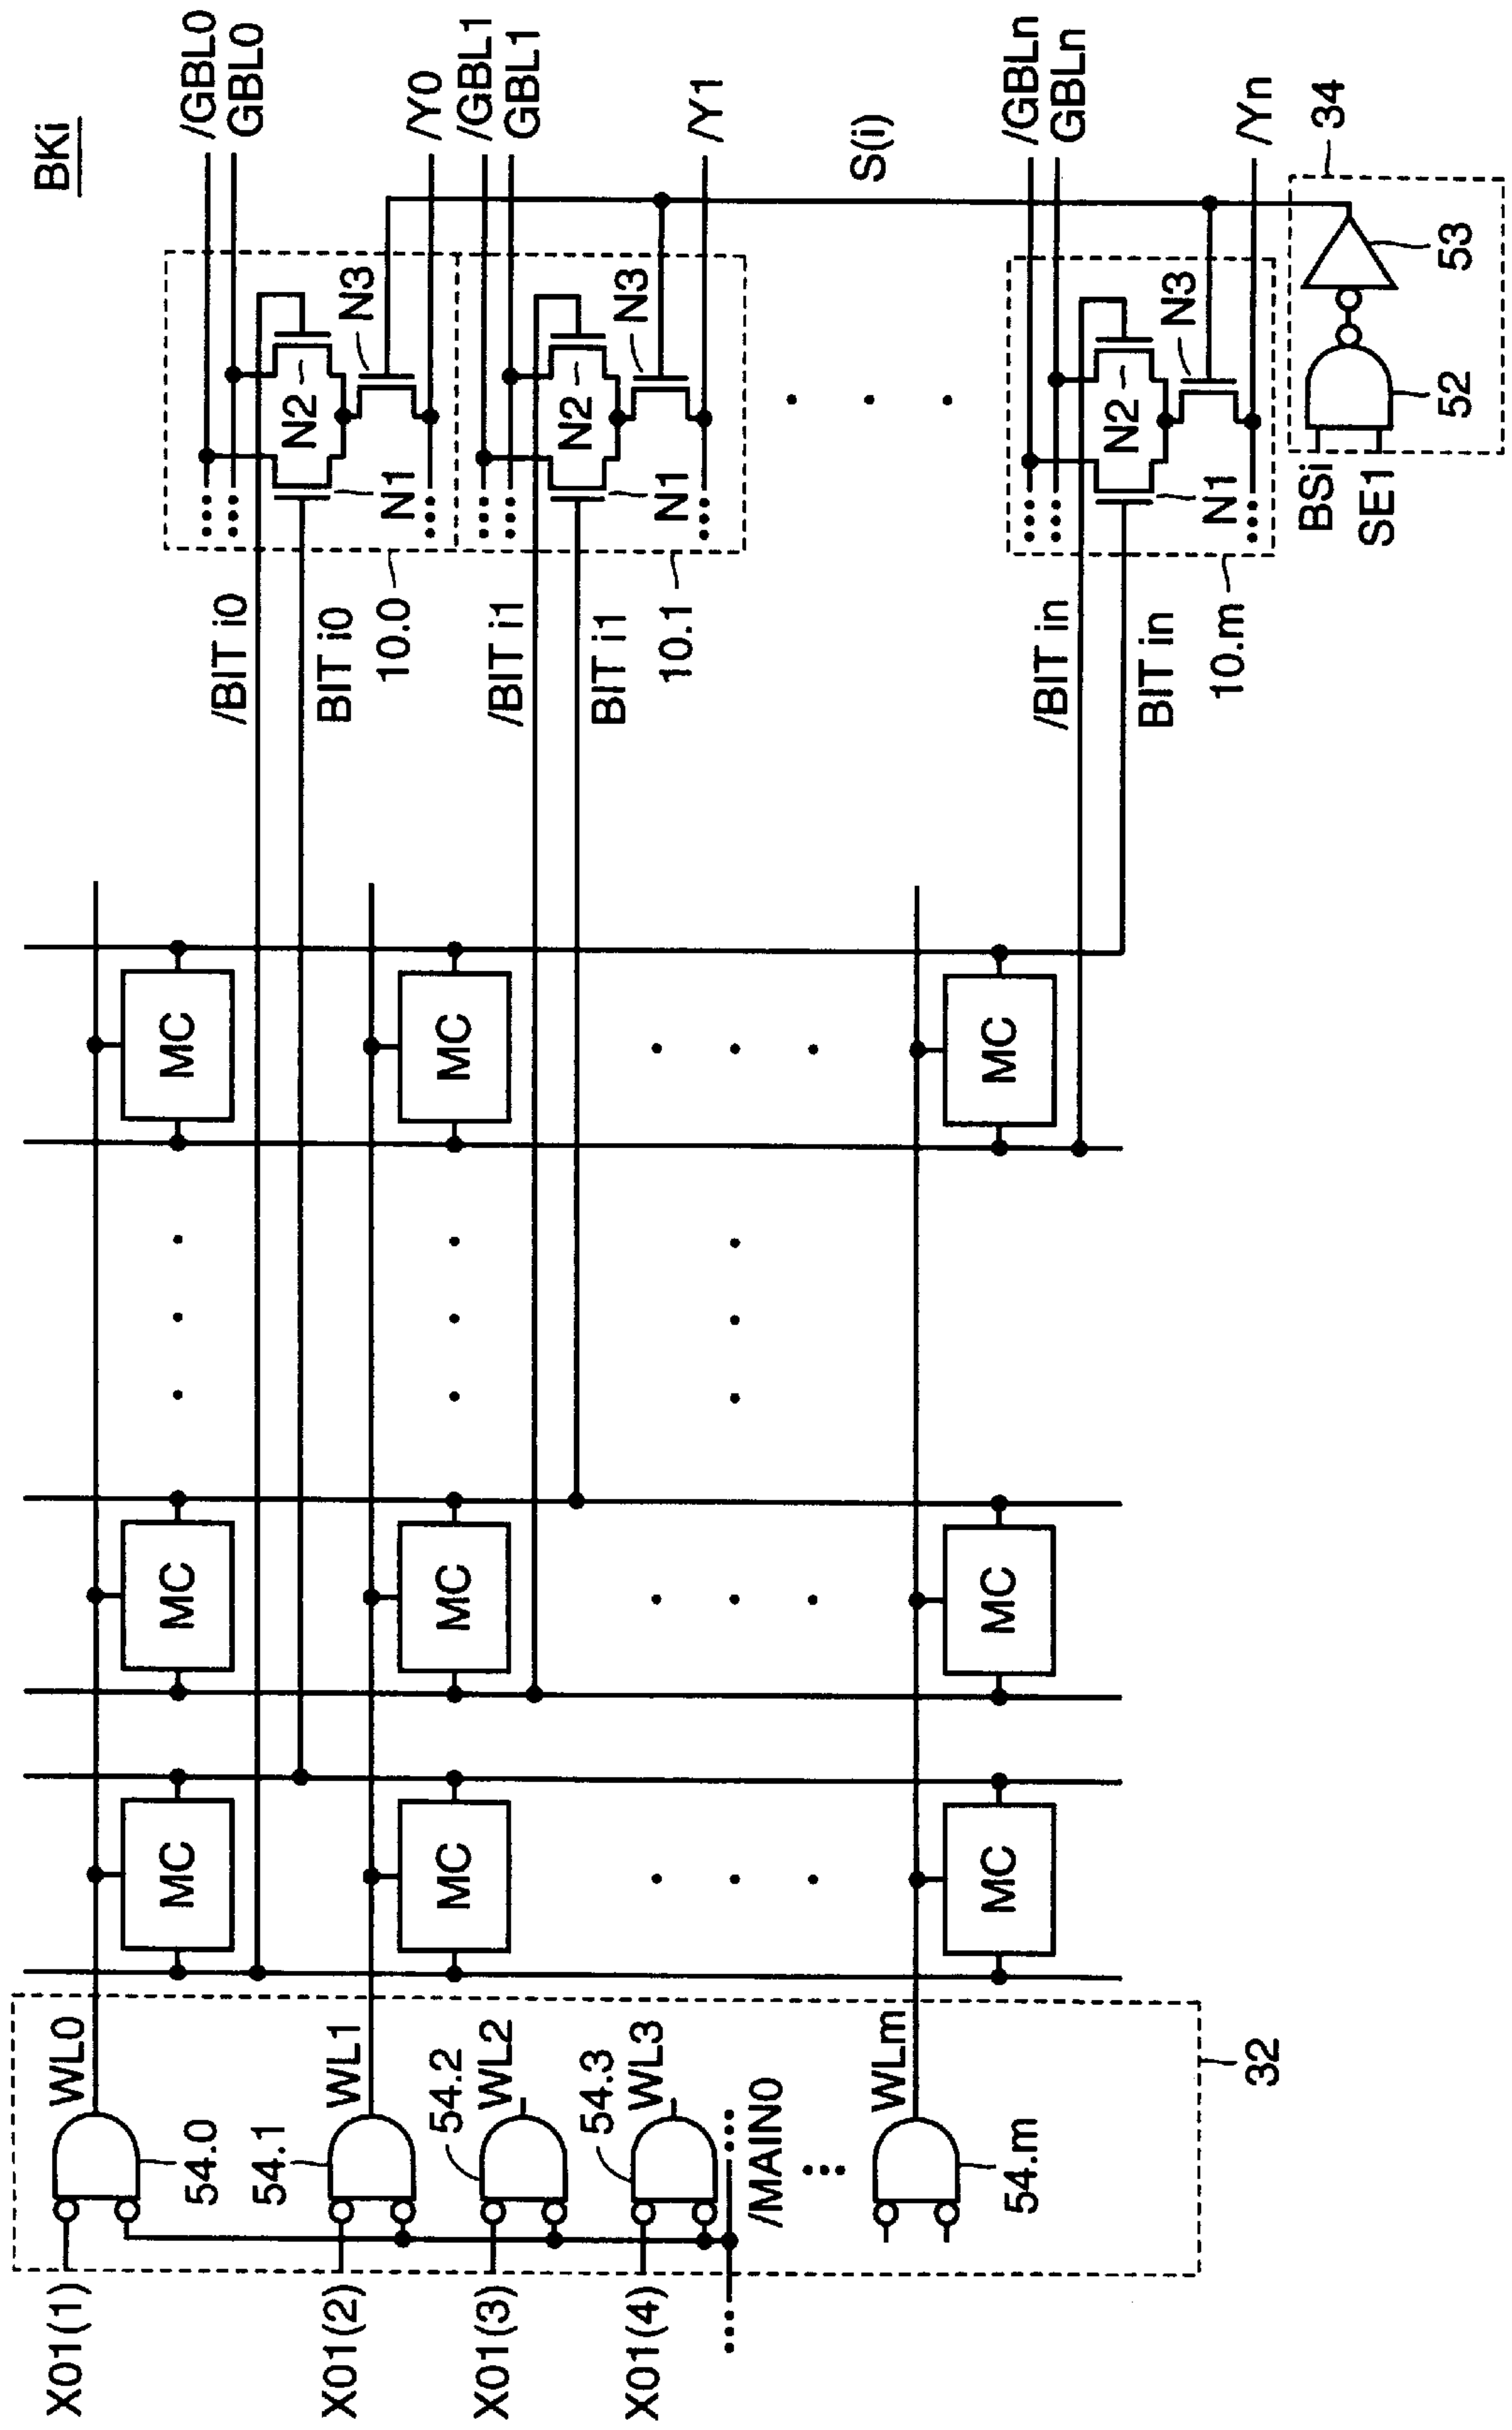 BKi
/GBL0
GBL0
/Y0
/GBL1
GBL1
/Y1
S(i)
/GBLn
GBLn
/Yn
34
N2
N3
N1
N2
N3
N1
N2
N3
N1
53
52
BSi
SE1
/BIT i0
BIT i0
10.0
/BIT i1
BIT i1
10.1
/BIT in
BIT in
10.m
MC
MC
MC
MC
MC
MC
MC
MC
MC
WL0
WL1
WL2
WL3
WLm
54.0
54.1
54.2
54.3
54.m
/MAIN0
32
X01(1)
X01(2)
X01(3)
X01(4)